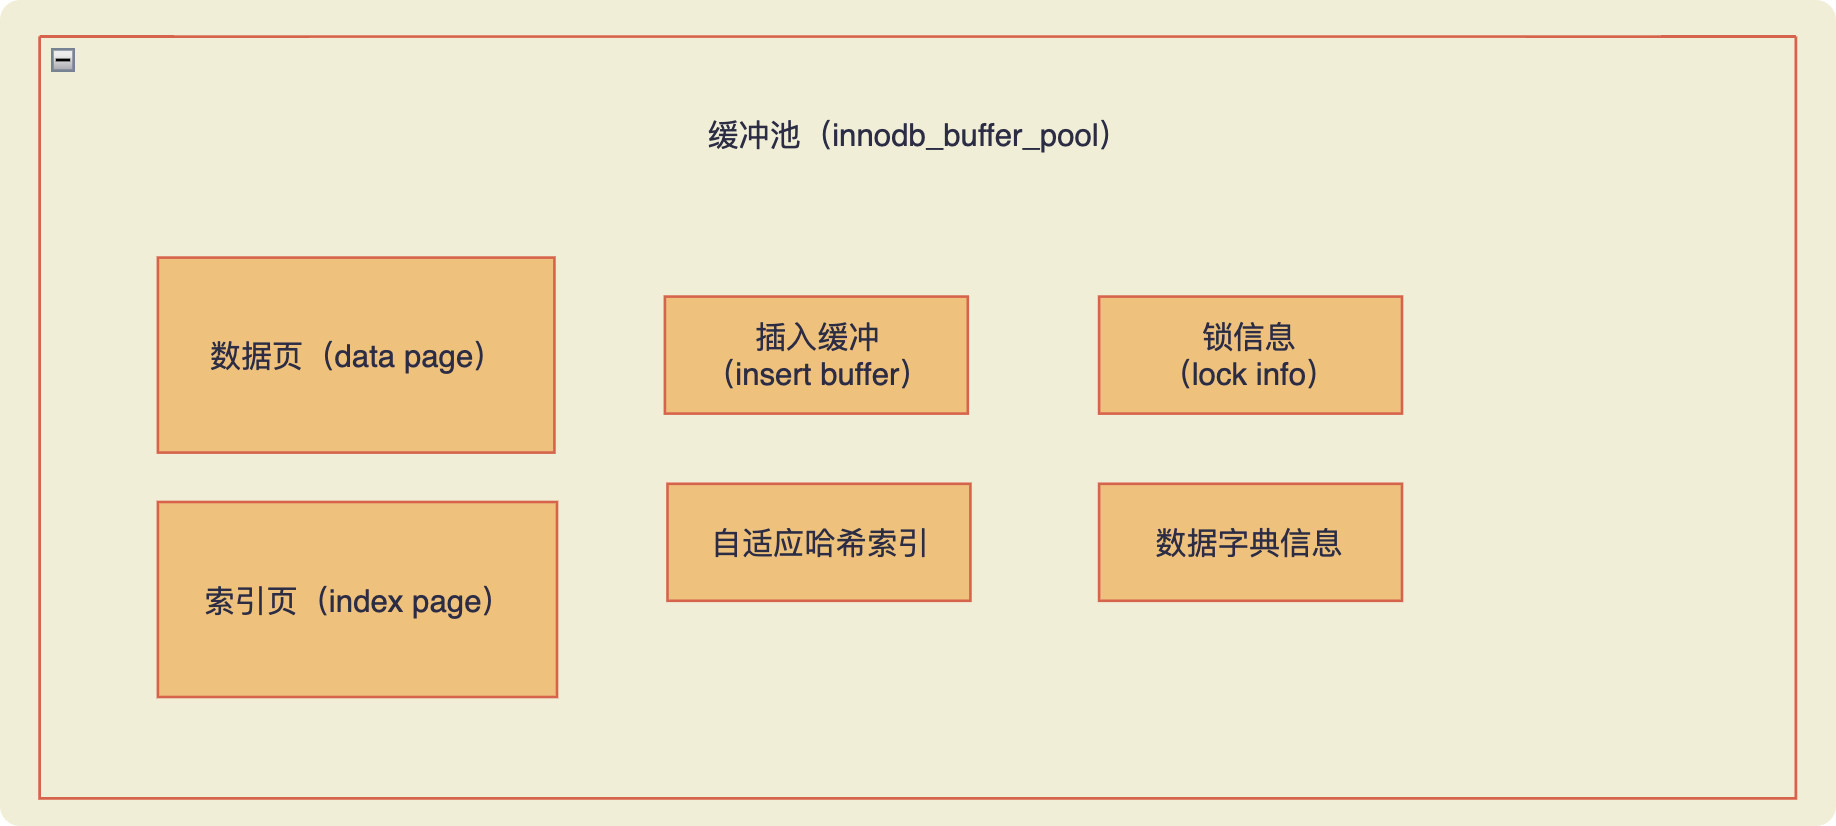 缓冲池（innodb_buffer_pool）
数据页（data page）
插入缓冲
（insert buffer）
锁信息
（lock info）
索引页（index page）
自适应哈希索引
数据字典信息